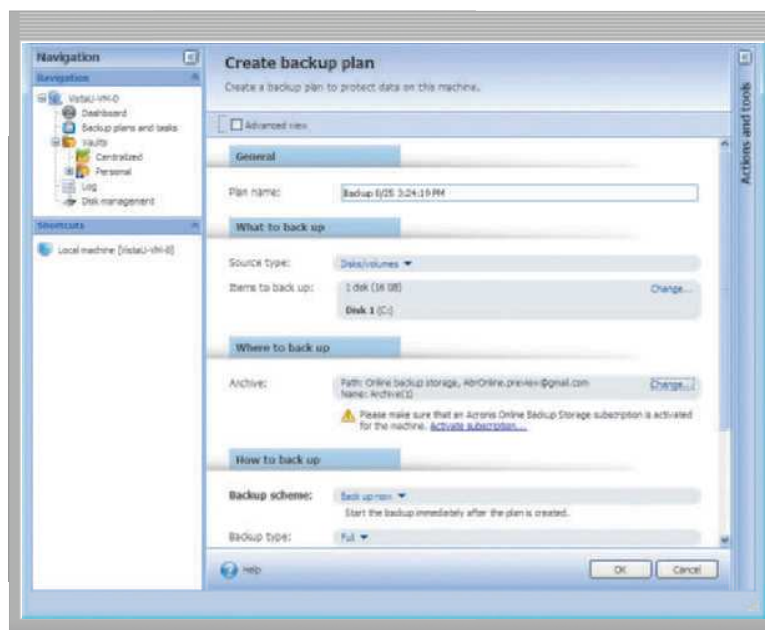 Navigation
Navigation
VistaU-VM-D
Dashboard
Backup plans and tasks
Vaults
Centralized
Personal
Log
Disk management
Shortcuts
Local machine
Create backup plan
Create a backup plan to protect data on this machine.
Advanced view
General
Plan name:
Backup 6/25 3:24:19 PM
What to back up
Source type:
Disks/volumes
Items to back up:
1 disk (16 GB)
Change...
Disk 1 (C:)
Where to back up
Archive:
Path: Online backup storage, AbrOnline.preview@gmail.com
Change...
Name: Archive(1)
Please make sure that an Acronis Online Backup Storage subscription is activated
for the machine. Activate subscription...
How to back up
Backup scheme:
Back up now
Start the backup immediately after the plan is created.
Backup type:
Full
Help
OK
Cancel
Actions and tools